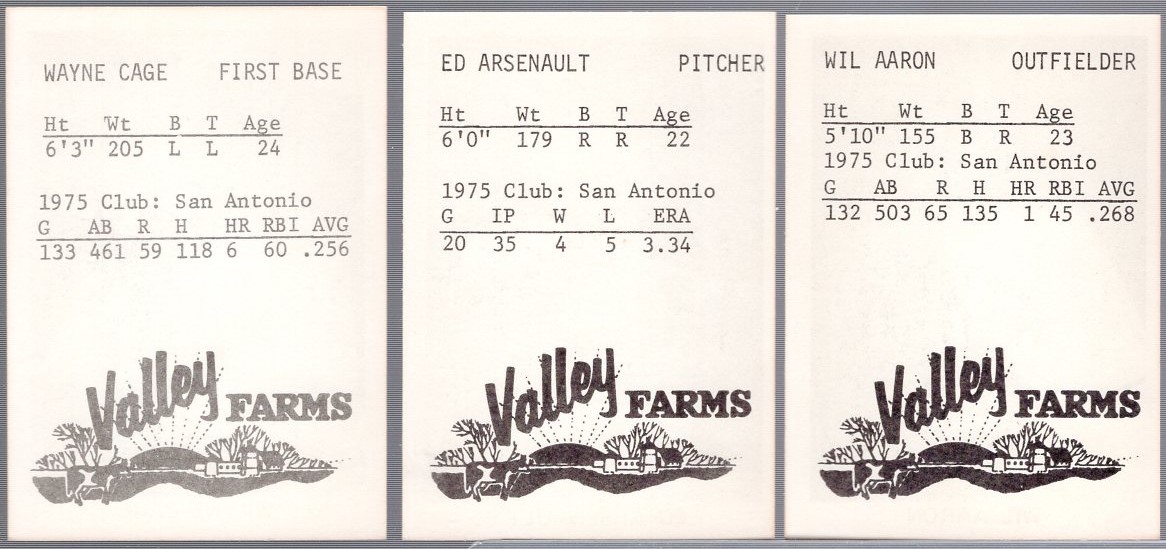 WAYNE CAGE FIRST BASE
Ht Wt B T Age
6'3" 205 L L 24
1975 Club: San Antonio
G AB R H HR RBI AVG
133 461 59 118 6 60 .256
Valley FARMS
ED ARSENAULT PITCHER
Ht Wt B T Age
6'0" 179 R R 22
1975 Club: San Antonio
G IP W L ERA
20 35 4 5 3.34
Valley FARMS
WIL AARON OUTFIELDER
Ht Wt B T Age
5'10" 155 B R 23
1975 Club: San Antonio
G AB R H HR RBI AVG
132 503 65 135 1 45 .268
Valley FARMS